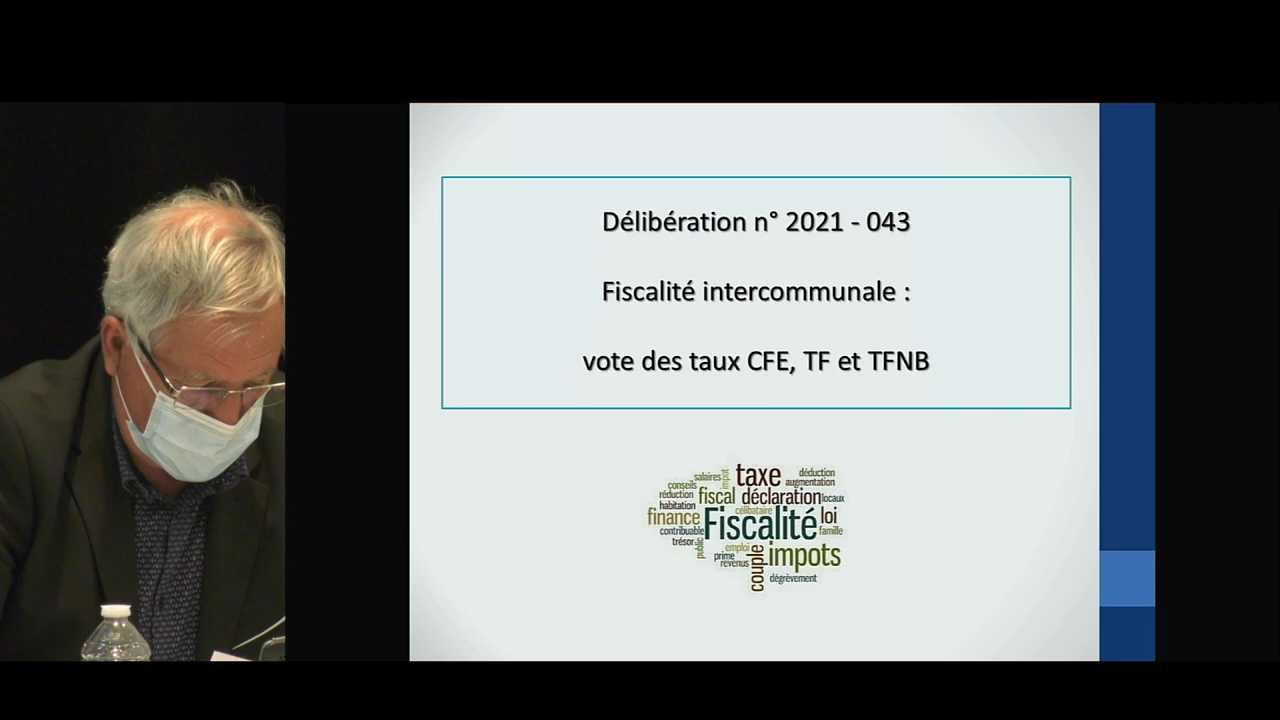 Délibération n° 2021 - 043
Fiscalité intercommunale :
vote des taux CFE, TF et TFNB
salaires
impot
taxe
déduction
conseils
augmentation
réduction
fiscal
déclaration
locaux
habitation
célibataire
finance
Fiscalité
loi
contribuable
famille
trésor
public
emploi
prime
revenus
couple
impots
dégrèvement